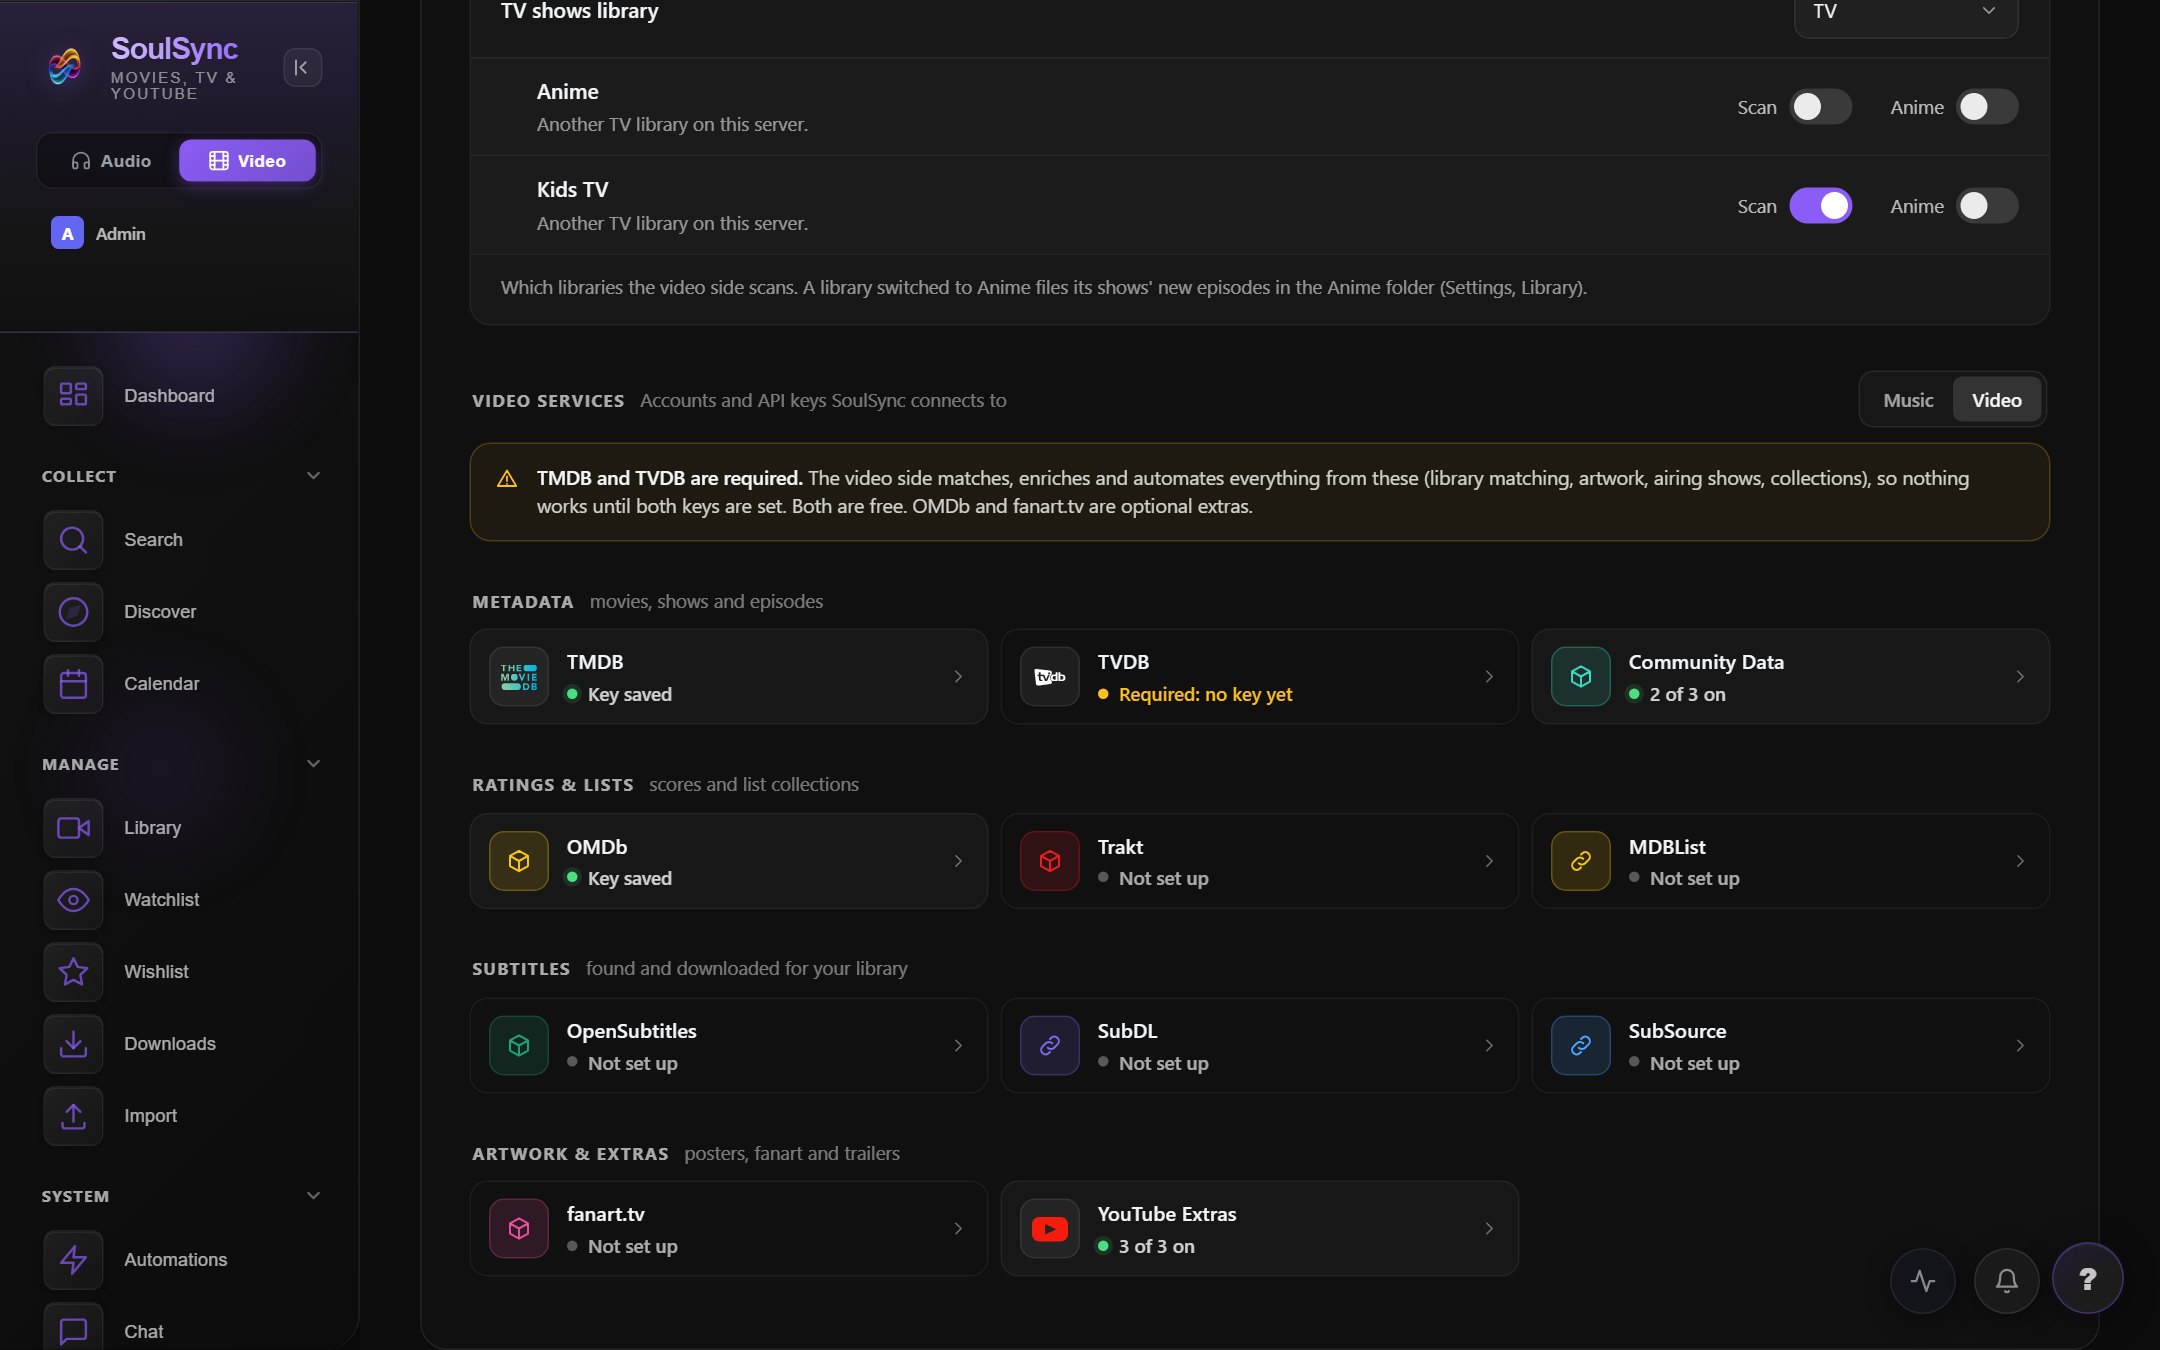 SoulSync
MOVIES, TV &
YOUTUBE
Audio
Video
A
Admin
Dashboard
COLLECT
Search
Discover
Calendar
MANAGE
Library
Watchlist
Wishlist
Downloads
Import
SYSTEM
Automations
Chat
TV shows library
TV
Anime
Another TV library on this server.
Scan
Anime
Kids TV
Another TV library on this server.
Scan
Anime
Which libraries the video side scans. A library switched to Anime files its shows' new episodes in the Anime folder (Settings, Library).
VIDEO SERVICES Accounts and API keys SoulSync connects to
Music
Video
TMDB and TVDB are required. The video side matches, enriches and automates everything from these (library matching, artwork, airing shows, collections), so nothing
works until both keys are set. Both are free. OMDb and fanart.tv are optional extras.
METADATA movies, shows and episodes
THE
MOVIE
DB
TMDB
Key saved
tvdb
TVDB
Required: no key yet
Community Data
2 of 3 on
RATINGS & LISTS scores and list collections
OMDb
Key saved
Trakt
Not set up
MDBList
Not set up
SUBTITLES found and downloaded for your library
OpenSubtitles
Not set up
SubDL
Not set up
SubSource
Not set up
ARTWORK & EXTRAS posters, fanart and trailers
fanart.tv
Not set up
YouTube Extras
3 of 3 on
?